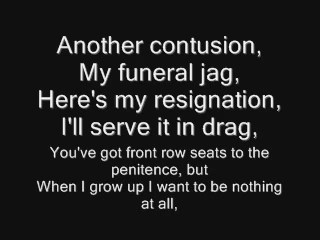 Another contusion,
My funeral jag,
Here's my resignation,
I'll serve it in drag,
You've got front row seats to the
penitence, but
When I grow up I want to be nothing
at all,